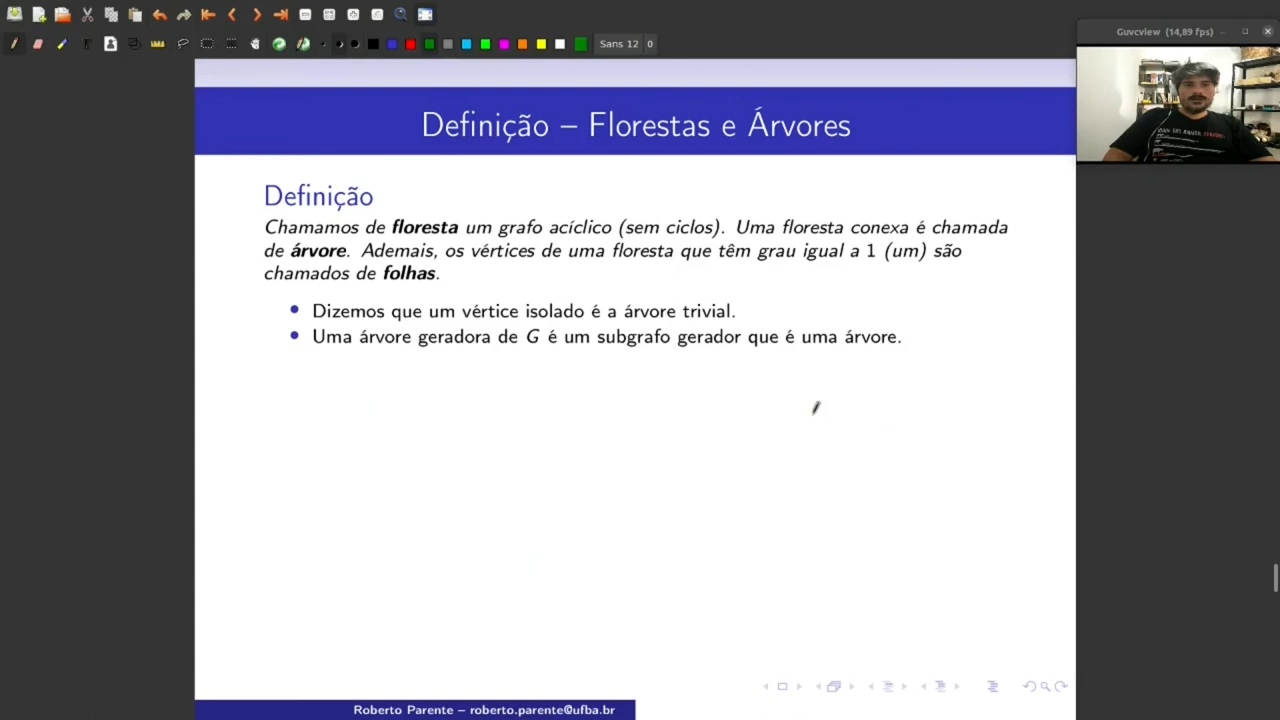 Sans 12 0
Guvcview (14,89 fps)
Definição – Florestas e Árvores
Definição
Chamamos de floresta um grafo acíclico (sem ciclos). Uma floresta conexa é chamada
de árvore. Ademais, os vértices de uma floresta que têm grau igual a 1 (um) são
chamados de folhas.
• Dizemos que um vértice isolado é a árvore trivial.
• Uma árvore geradora de G é um subgrafo gerador que é uma árvore.
Roberto Parente – roberto.parente@ufba.br